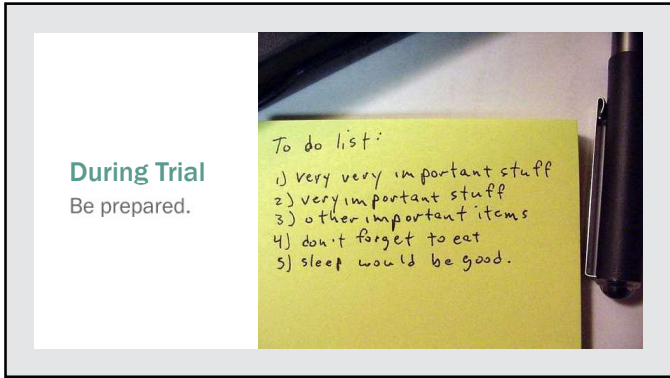 During Trial
Be prepared.
To do list:
1) very very important stuff
2) very important stuff
3) other important items
4) don't forget to eat
5) sleep would be good.